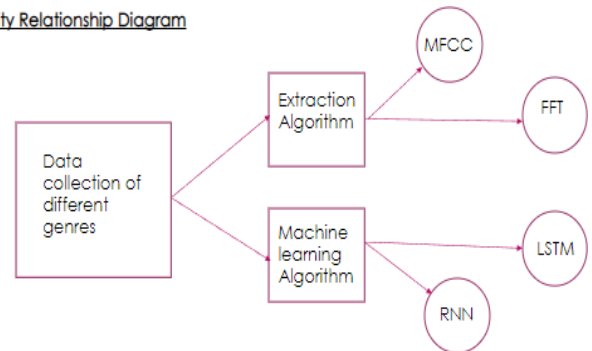 ty Relationship Diagram
MFCC
Extraction
Algorithm
FFT
Data
collection of
different
genres
Machine
learning
Algorithm
LSTM
RNN